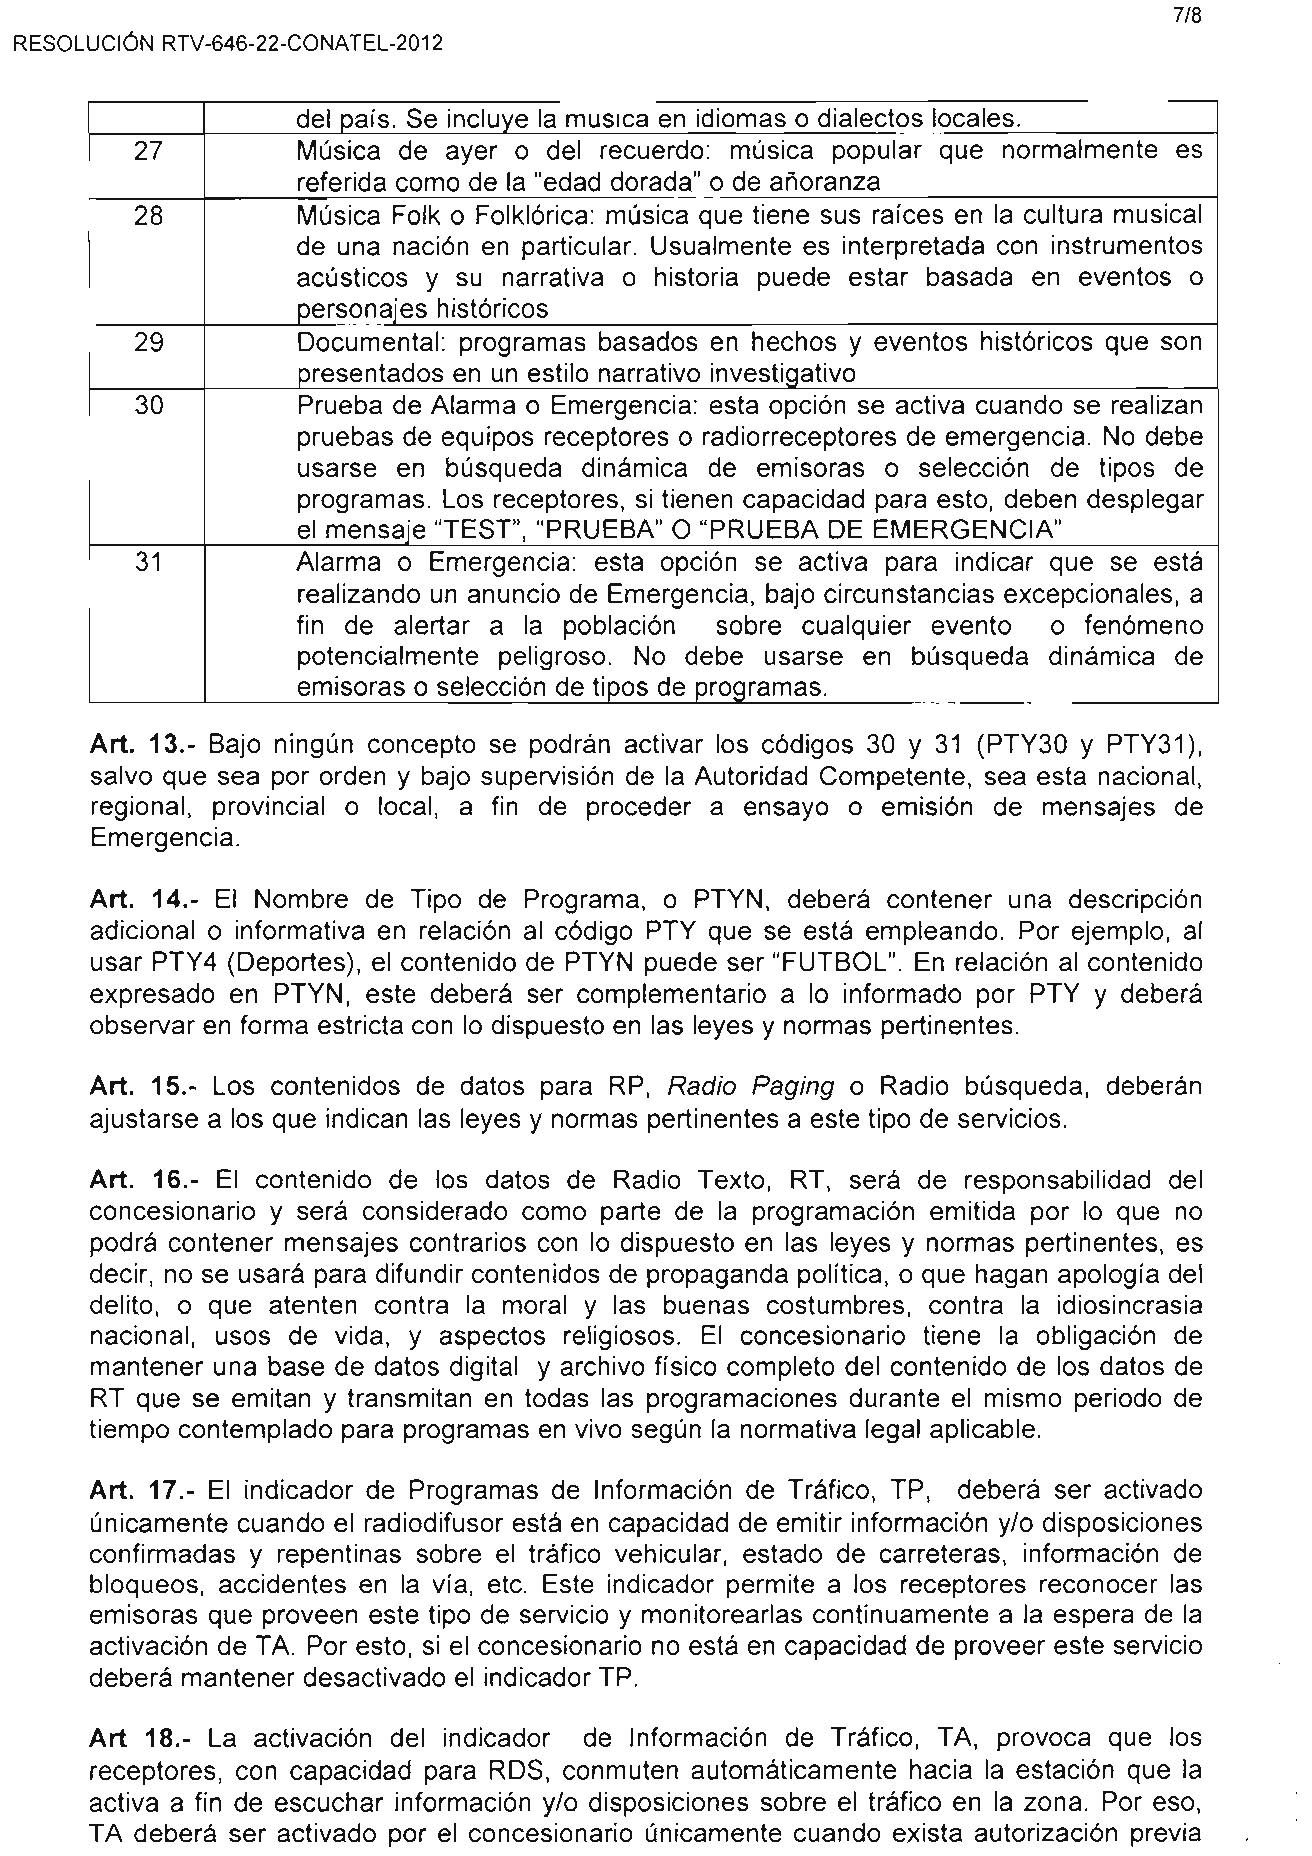 7/8
RESOLUCIÓN RTV-646-22-CONATEL-2012
del país. Se incluye la musica en idiomas o dialectos locales.
27 Música de ayer o del recuerdo: música popular que normalmente es
referida como de la "edad dorada" o de añoranza
28 Música Folk o Folklórica: música que tiene sus raíces en la cultura musical
de una nación en particular. Usualmente es interpretada con instrumentos
acústicos y su narrativa o historia puede estar basada en eventos o
personajes históricos
29 Documental: programas basados en hechos y eventos históricos que son
presentados en un estilo narrativo investigativo
30 Prueba de Alarma o Emergencia: esta opción se activa cuando se realizan
pruebas de equipos receptores o radiorreceptores de emergencia. No debe
usarse en búsqueda dinámica de emisoras o selección de tipos de
programas. Los receptores, si tienen capacidad para esto, deben desplegar
el mensaje “TEST”, “PRUEBA” O “PRUEBA DE EMERGENCIA”
31 Alarma o Emergencia: esta opción se activa para indicar que se está
realizando un anuncio de Emergencia, bajo circunstancias excepcionales, a
fin de alertar a la población sobre cualquier evento o fenómeno
potencialmente peligroso. No debe usarse en búsqueda dinámica de
emisoras o selección de tipos de programas.
Art. 13.- Bajo ningún concepto se podrán activar los códigos 30 y 31 (PTY30 y PTY31),
salvo que sea por orden y bajo supervisión de la Autoridad Competente, sea esta nacional,
regional, provincial o local, a fin de proceder a ensayo o emisión de mensajes de
Emergencia.
Art. 14.- El Nombre de Tipo de Programa, o PTYN, deberá contener una descripción
adicional o informativa en relación al código PTY que se está empleando. Por ejemplo, al
usar PTY4 (Deportes), el contenido de PTYN puede ser “FUTBOL”. En relación al contenido
expresado en PTYN, este deberá ser complementario a lo informado por PTY y deberá
observar en forma estricta con lo dispuesto en las leyes y normas pertinentes.
Art. 15.- Los contenidos de datos para RP, Radio Paging o Radio búsqueda, deberán
ajustarse a los que indican las leyes y normas pertinentes a este tipo de servicios.
Art. 16.- El contenido de los datos de Radio Texto, RT, será de responsabilidad del
concesionario y será considerado como parte de la programación emitida por lo que no
podrá contener mensajes contrarios con lo dispuesto en las leyes y normas pertinentes, es
decir, no se usará para difundir contenidos de propaganda política, o que hagan apología del
delito, o que atenten contra la moral y las buenas costumbres, contra la idiosincrasia
nacional, usos de vida, y aspectos religiosos. El concesionario tiene la obligación de
mantener una base de datos digital y archivo físico completo del contenido de los datos de
RT que se emitan y transmitan en todas las programaciones durante el mismo periodo de
tiempo contemplado para programas en vivo según la normativa legal aplicable.
Art. 17.- El indicador de Programas de Información de Tráfico, TP, deberá ser activado
únicamente cuando el radiodifusor está en capacidad de emitir información y/o disposiciones
confirmadas y repentinas sobre el tráfico vehicular, estado de carreteras, información de
bloqueos, accidentes en la vía, etc. Este indicador permite a los receptores reconocer las
emisoras que proveen este tipo de servicio y monitorearlas continuamente a la espera de la
activación de TA. Por esto, si el concesionario no está en capacidad de proveer este servicio
deberá mantener desactivado el indicador TP.
Art 18.- La activación del indicador de Información de Tráfico, TA, provoca que los
receptores, con capacidad para RDS, conmuten automáticamente hacia la estación que la
activa a fin de escuchar información y/o disposiciones sobre el tráfico en la zona. Por eso,
TA deberá ser activado por el concesionario únicamente cuando exista autorización previa